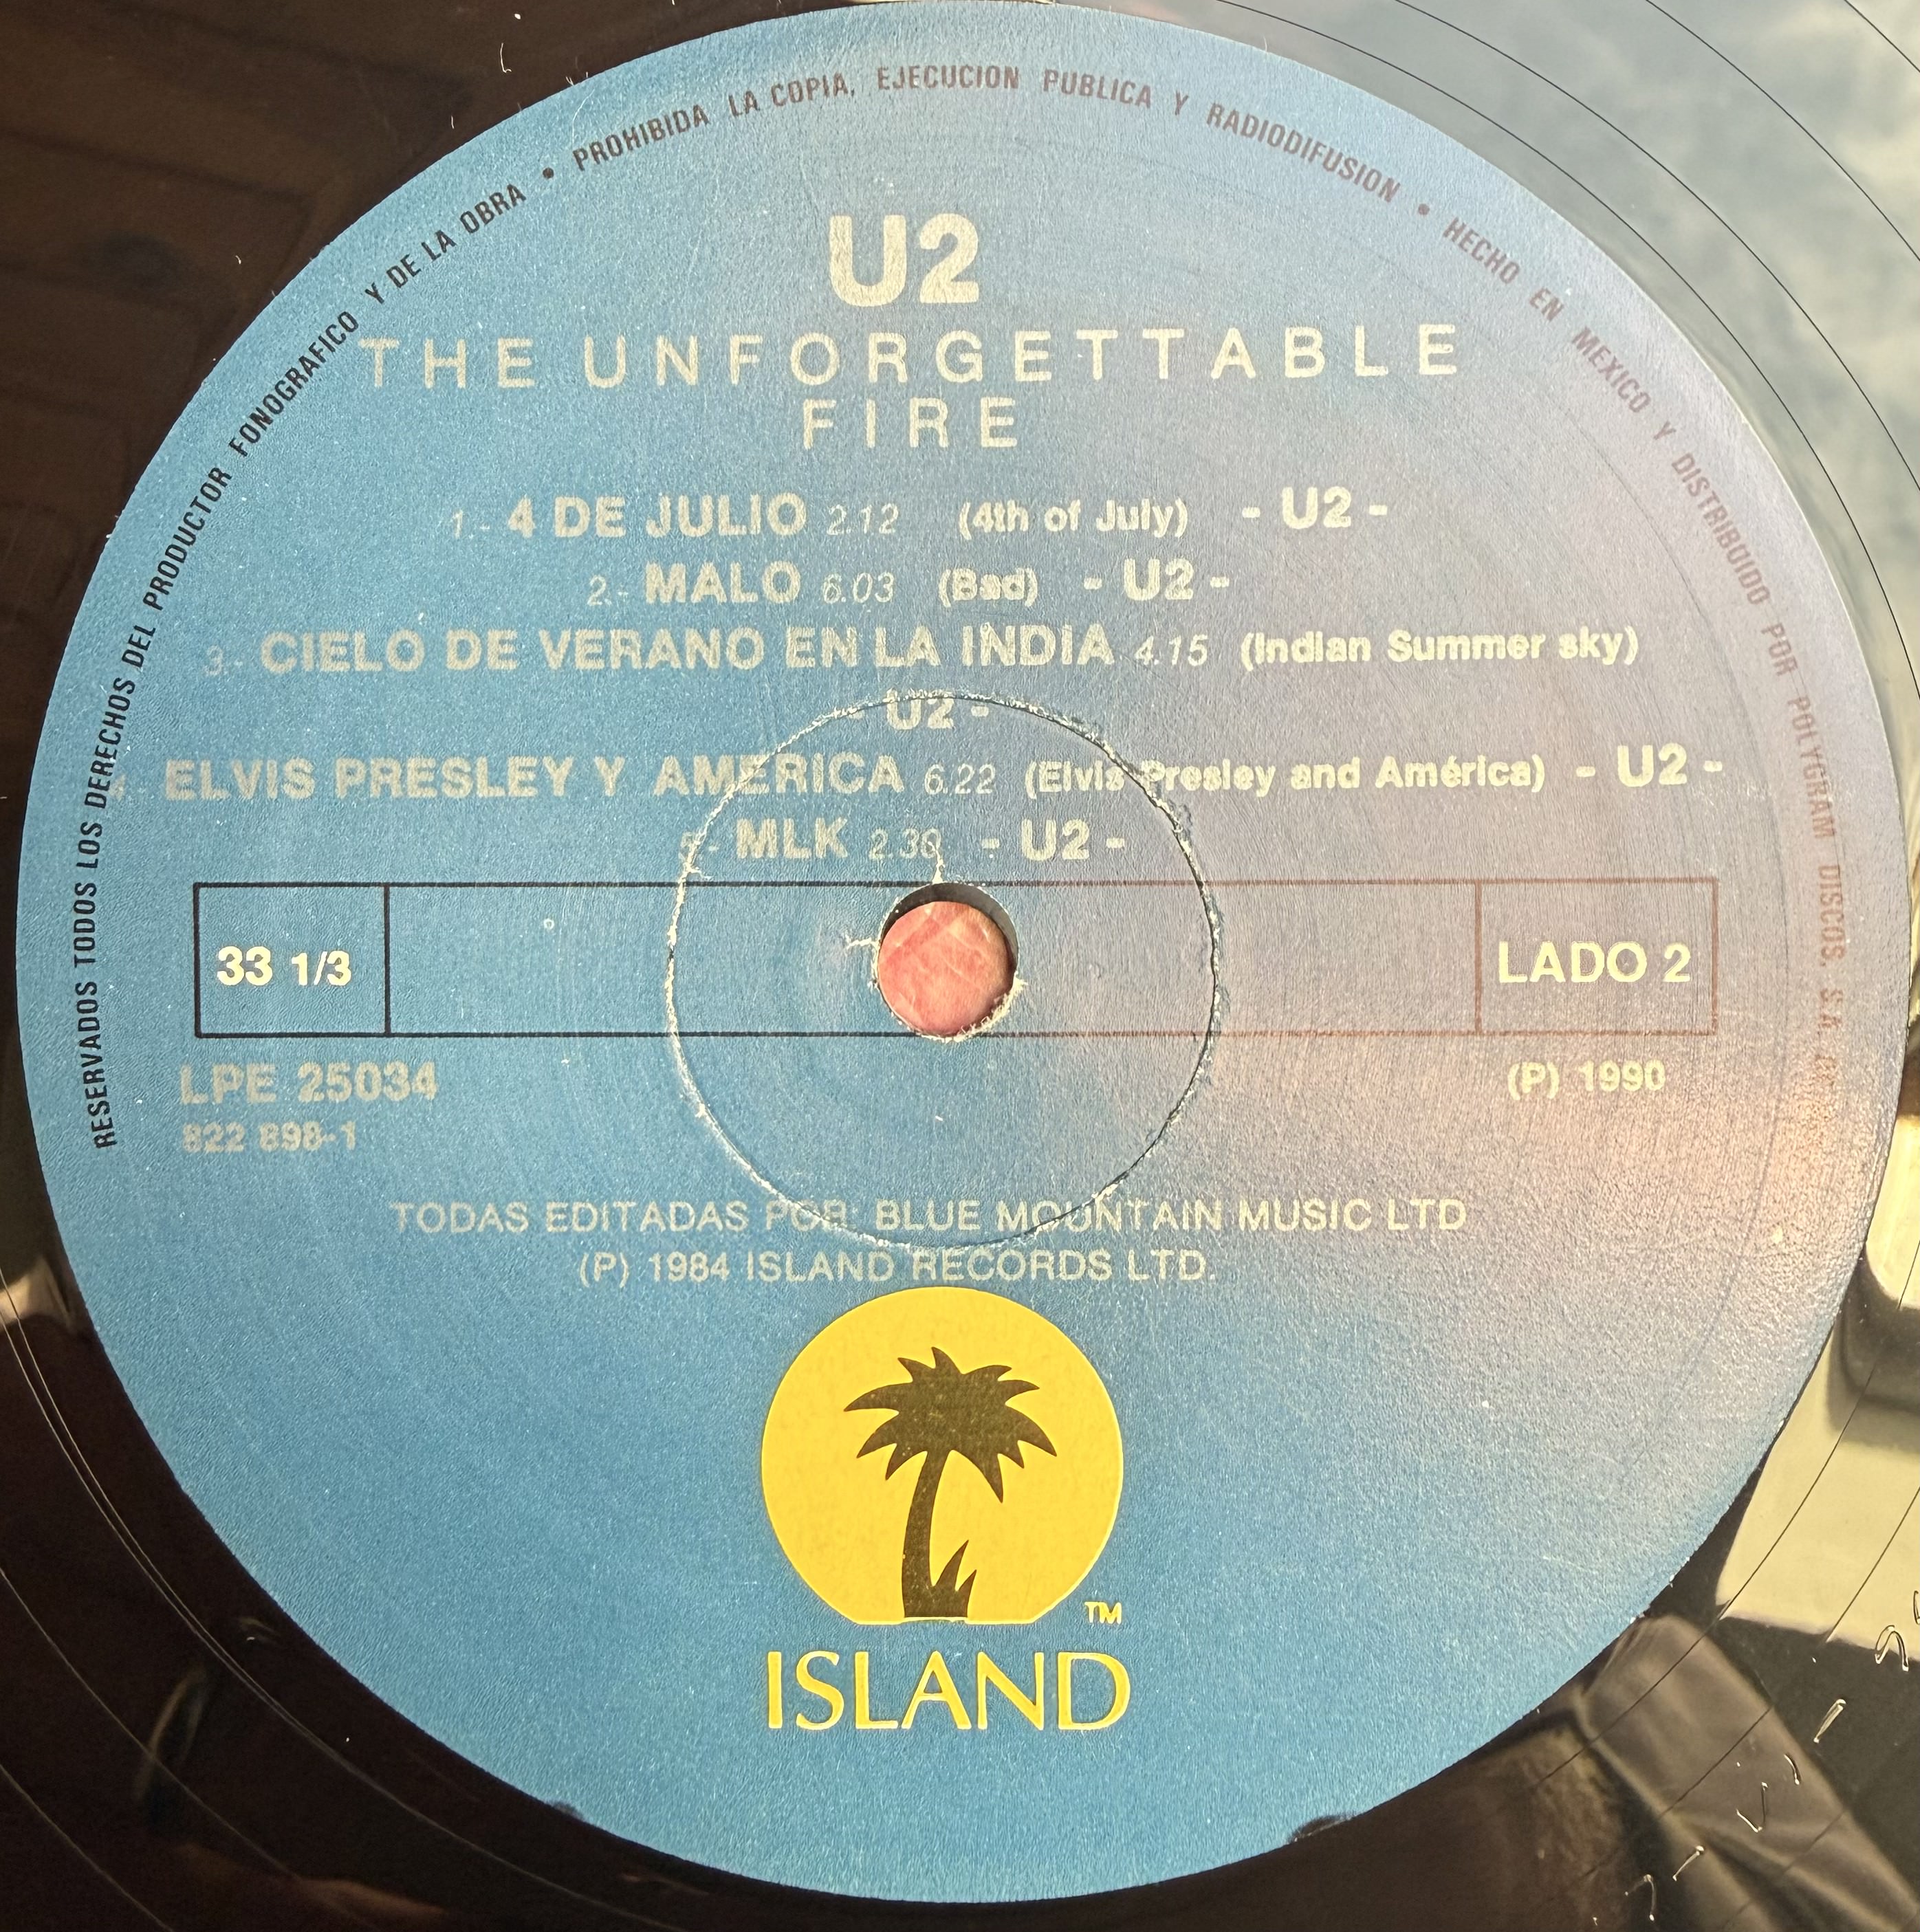 RESERVADOS TODOS LOS DERECHOS DEL PRODUCTOR FONOGRAFICO Y DE LA OBRA • PROHIBIDA LA COPIA, EJECUCION PUBLICA Y RADIODIFUSION • HECHO EN MEXICO Y DISTRIBUIDO POR POLYGRAM DISCOS, S.A.
U2
THE UNFORGETTABLE
FIRE
1.- 4 DE JULIO 2.12 (4th of July) - U2 -
2.- MALO 6.03 (Bad) - U2 -
3.- CIELO DE VERANO EN LA INDIA 4.15 (Indian Summer sky)
- U2 -
4.- ELVIS PRESLEY Y AMERICA 6.22 (Elvis Presley and América) - U2 -
5.- MLK 2.30 - U2 -
33 1/3
LADO 2
LPE 25034
(P) 1990
822 898-1
TODAS EDITADAS POR: BLUE MOUNTAIN MUSIC LTD
(P) 1984 ISLAND RECORDS LTD.
TM
ISLAND